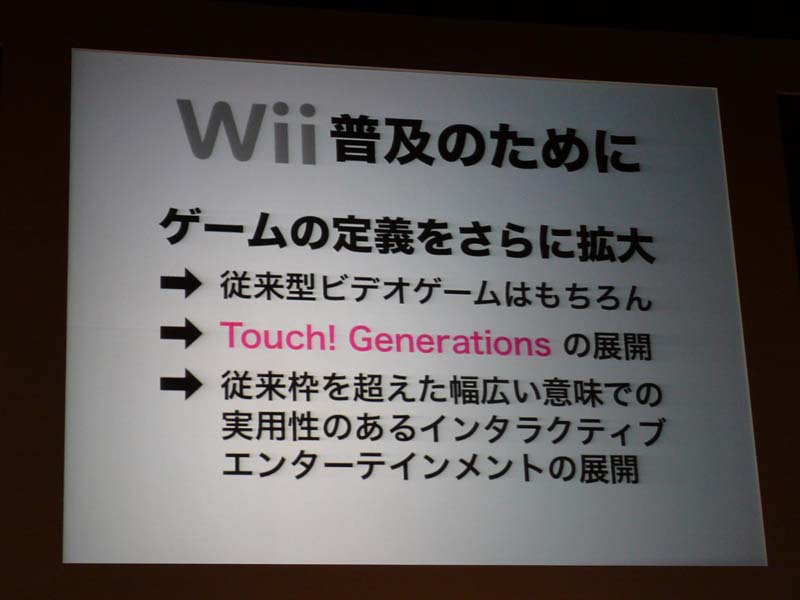 Wii 普及のために
ゲームの定義をさらに拡大
➡ 従来型ビデオゲームはもちろん
➡ Touch! Generations の展開
➡ 従来枠を超えた幅広い意味での
実用性のあるインタラクティブ
エンターテインメントの展開